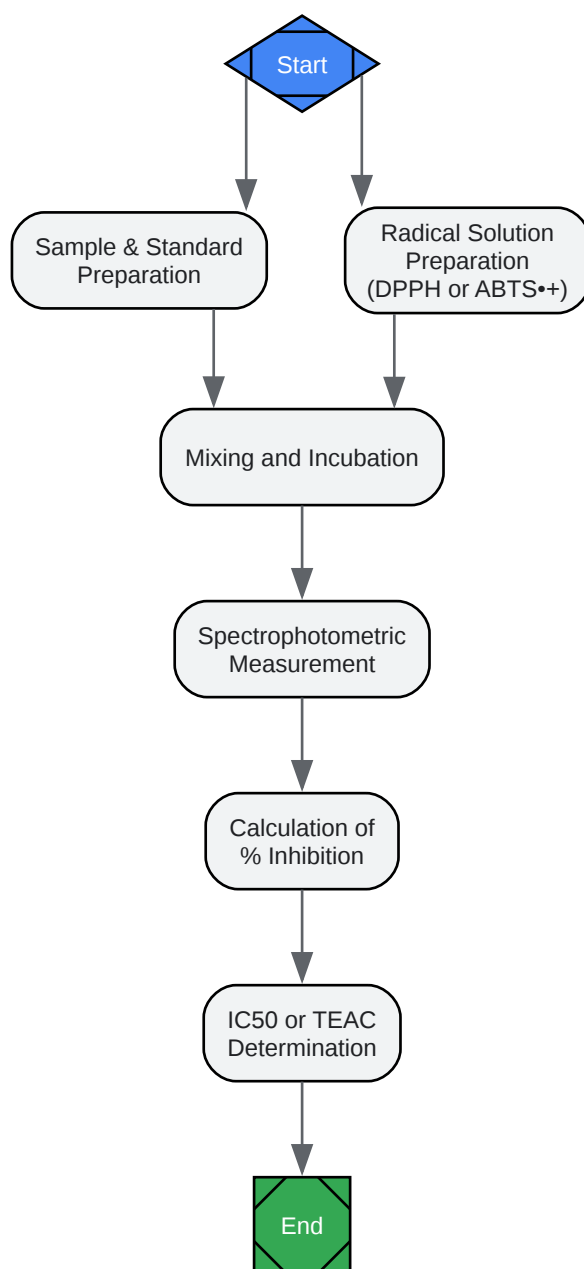 Start
Sample & Standard
Preparation
Radical Solution
Preparation
(DPPH or ABTS•+)
Mixing and Incubation
Spectrophotometric
Measurement
Calculation of
% Inhibition
IC50 or TEAC
Determination
End